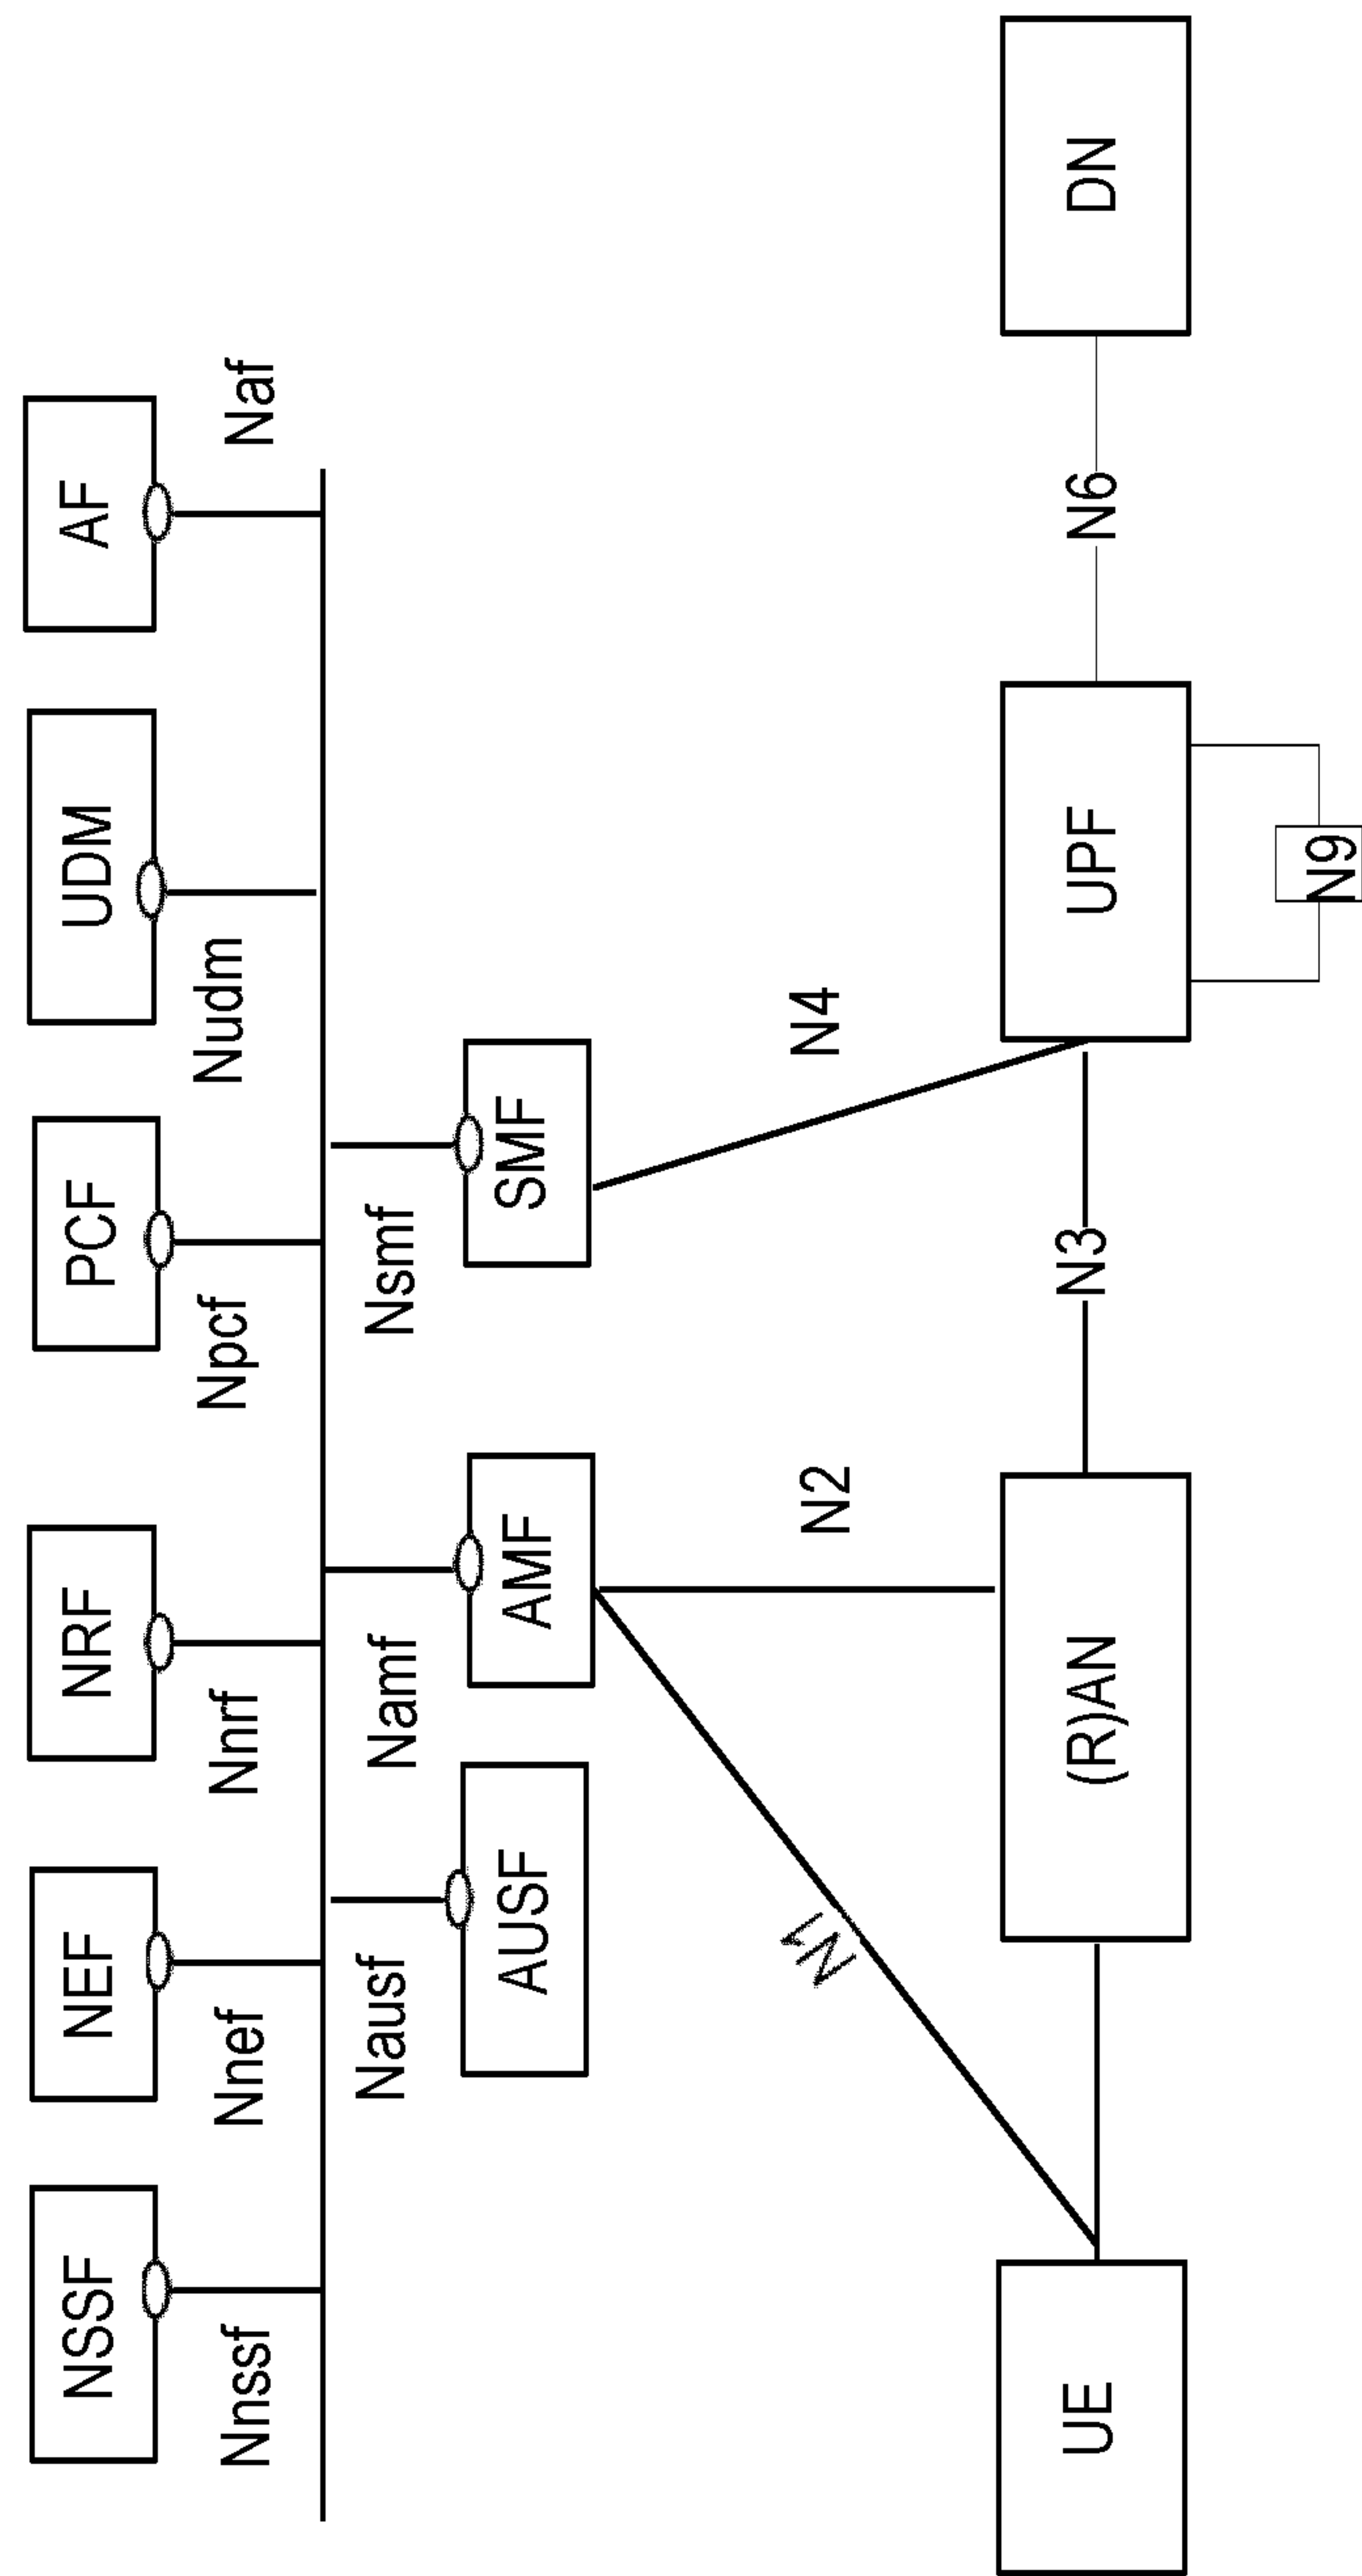 NSSF
NEF
NRF
PCF
UDM
AF
Nnssf
Nnef
Nnrf
Npcf
Nudm
Naf
Nausf
Namf
Nsmf
AUSF
AMF
SMF
N1
N2
N4
UE
(R)AN
N3
UPF
N6
DN
N9